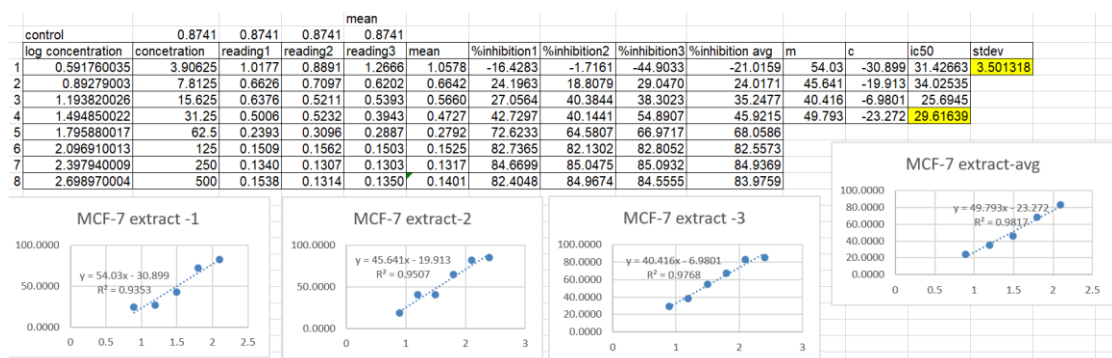 mean
control 0.8741 0.8741 0.8741 0.8741
log concentration concetration reading1 reading2 reading3 mean %inhibition1 %inhibition2 %inhibition3 %inhibition avg m c ic50 stdev
1 0.591760035 3.90625 1.0177 0.8891 1.2666 1.0578 -16.4283 -1.7161 -44.9033 -21.0159 54.03 -30.899 31.42663 3.501318
2 0.89279003 7.8125 0.6626 0.7097 0.6202 0.6642 24.1963 18.8079 29.0470 24.0171 45.641 -19.913 34.02535
3 1.193820026 15.625 0.6376 0.5211 0.5393 0.5660 27.0564 40.3844 38.3023 35.2477 40.416 -6.9801 25.6945
4 1.494850022 31.25 0.5006 0.5232 0.3943 0.4727 42.7297 40.1441 54.8907 45.9215 49.793 -23.272 29.61639
5 1.795880017 62.5 0.2393 0.3096 0.2887 0.2792 72.6233 64.5807 66.9717 68.0586
6 2.096910013 125 0.1509 0.1562 0.1503 0.1525 82.7365 82.1302 82.8052 82.5573
7 2.397940009 250 0.1340 0.1307 0.1303 0.1317 84.6699 85.0475 85.0932 84.9369
8 2.698970004 500 0.1538 0.1314 0.1350 0.1401 82.4048 84.9674 84.5555 83.9759
MCF-7 extract -1
100.0000
y = 54.03x - 30.899
R² = 0.9353
50.0000
0.0000
0 0.5 1 1.5 2 2.5
MCF-7 extract-2
100.0000
y = 45.641x - 19.913
R² = 0.9507
50.0000
0.0000
0 1 2 3
MCF-7 extract -3
100.0000
80.0000
y = 40.416x - 6.9801
60.0000
R² = 0.9768
40.0000
20.0000
0.0000
0 1 2 3
MCF-7 extract-avg
100.0000
80.0000
y = 49.793x - 23.272
60.0000
R² = 0.9817
40.0000
20.0000
0.0000
0 0.5 1 1.5 2 2.5